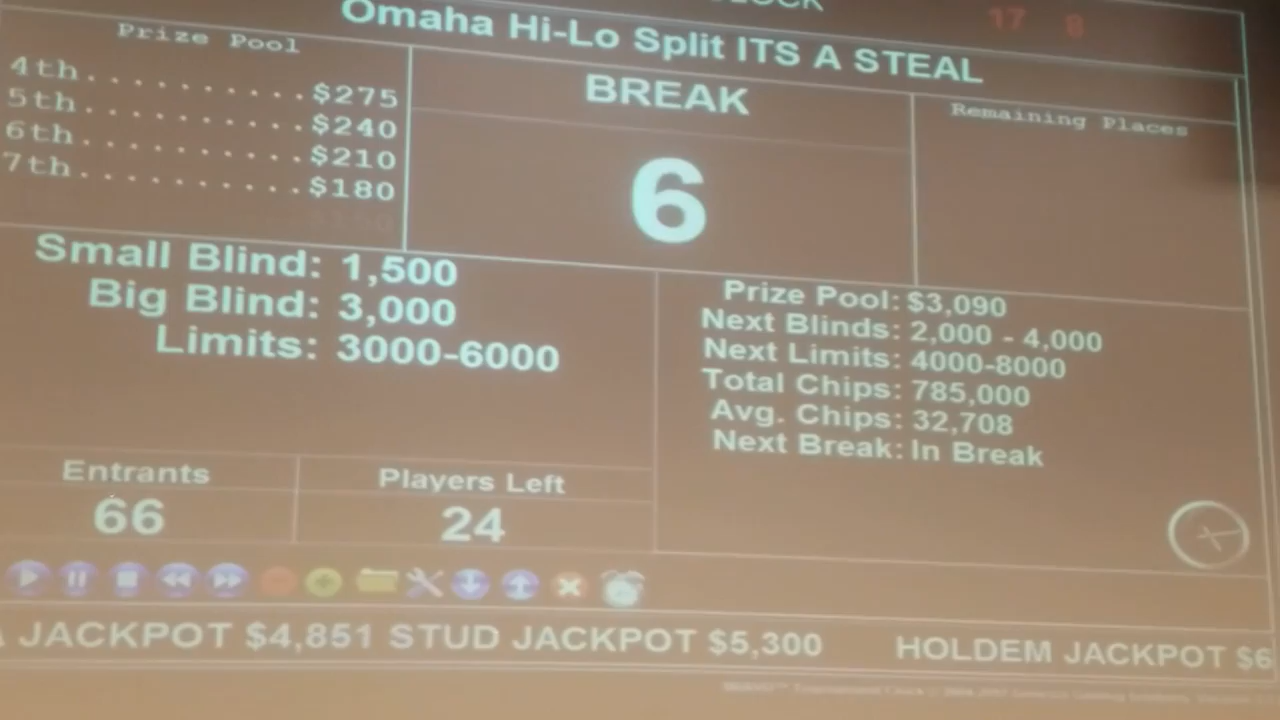 17 8
Omaha Hi-Lo Split ITS A STEAL
Prize Pool
4th..........$275
5th..........$240
6th..........$210
7th..........$180
BREAK
6
Remaining Places
Small Blind: 1,500
Big Blind: 3,000
Limits: 3000-6000
Prize Pool: $3,090
Next Blinds: 2,000 - 4,000
Next Limits: 4000-8000
Total Chips: 785,000
Avg. Chips: 32,708
Next Break: In Break
Entrants
66
Players Left
24
JACKPOT $4,851 STUD JACKPOT $5,300 HOLDEM JACKPOT $6